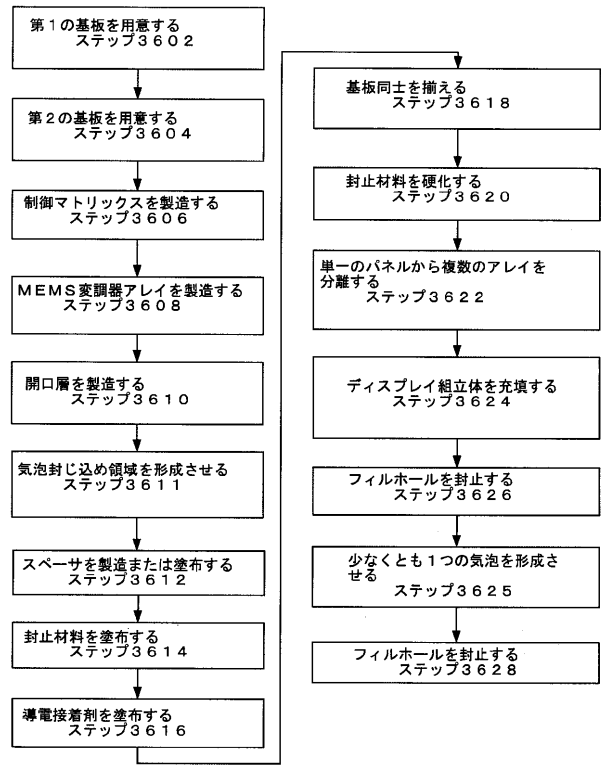 第１の基板を用意する
ステップ３６０２
第２の基板を用意する
ステップ３６０４
制御マトリックスを製造する
ステップ３６０６
ＭＥＭＳ変調器アレイを製造する
ステップ３６０８
開口層を製造する
ステップ３６１０
気泡封じ込め領域を形成させる
ステップ３６１１
スペーサを製造または塗布する
ステップ３６１２
封止材料を塗布する
ステップ３６１４
導電接着剤を塗布する
ステップ３６１６
基板同士を揃える
ステップ３６１８
封止材料を硬化する
ステップ３６２０
単一のパネルから複数のアレイを
分離する
ステップ３６２２
ディスプレイ組立体を充填する
ステップ３６２４
フィルホールを封止する
ステップ３６２６
少なくとも１つの気泡を形成さ
せる
ステップ３６２５
フィルホールを封止する
ステップ３６２８